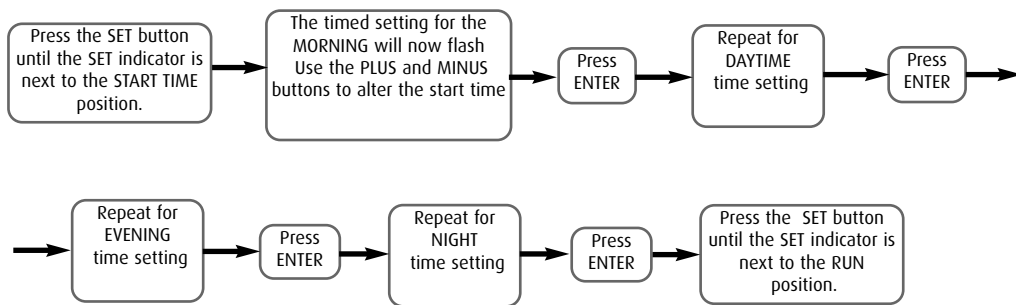 Press the SET button
until the SET indicator is
next to the START TIME
position.
The timed setting for the
MORNING will now flash
Use the PLUS and MINUS
buttons to alter the start time
Press
ENTER
Repeat for
DAYTIME
time setting
Press
ENTER
Repeat for
EVENING
time setting
Press
ENTER
Repeat for
NIGHT
time setting
Press
ENTER
Press the  SET button
until the SET indicator is
next to the RUN
position.